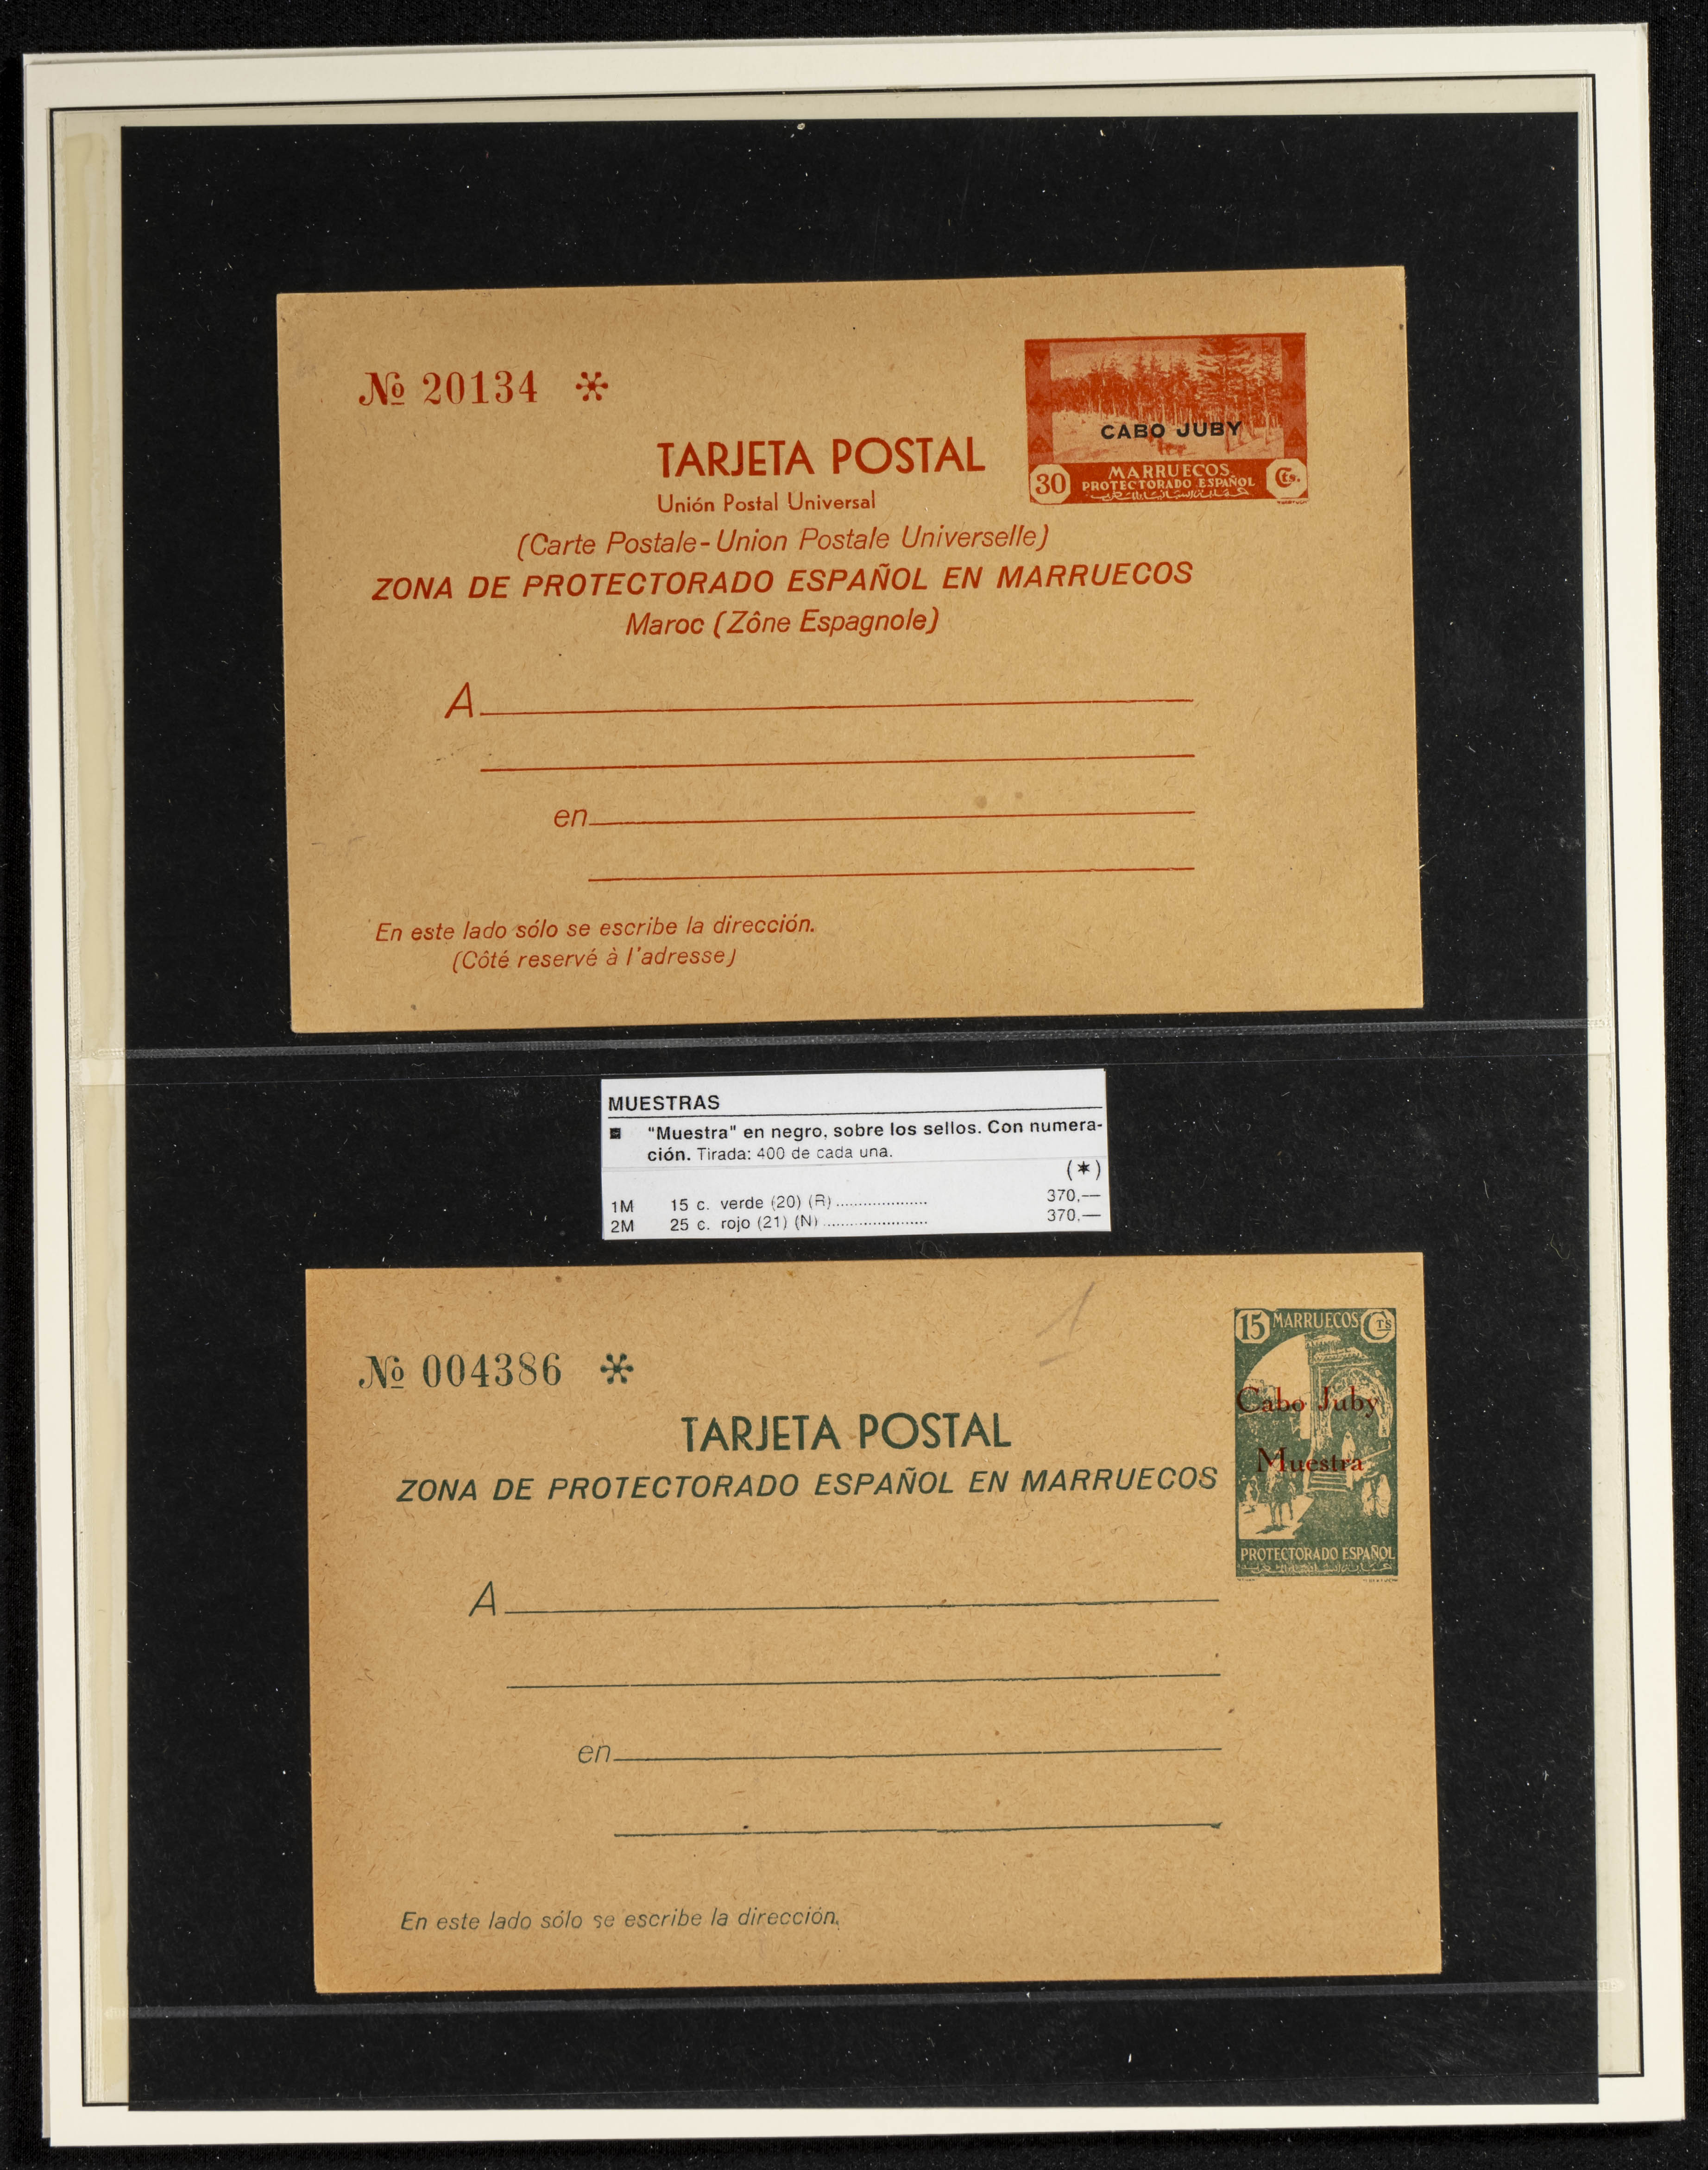 № 20134 *
CABO JUBY
MARRUECOS
30 PROTECTORADO ESPAÑOL Cts.
TARJETA POSTAL
Unión Postal Universal
(Carte Postale - Union Postale Universelle)
ZONA DE PROTECTORADO ESPAÑOL EN MARRUECOS
Maroc (Zône Espagnole)
A
en
En este lado sólo se escribe la dirección.
(Côté reservé à l'adresse)
MUESTRAS
"Muestra" en negro, sobre los sellos. Con numera-
ción. Tirada: 400 de cada una.
(*)
1M 15 c. verde (20) (R) ..................... 370,—
2M 25 c. rojo (21) (N) ........................ 370,—
15 MARRUECOS Cts
№ 004386 *
Cabo Juby
TARJETA POSTAL
Muestra
ZONA DE PROTECTORADO ESPAÑOL EN MARRUECOS
PROTECTORADO ESPAÑOL
A
en
En este lado sólo se escribe la dirección.